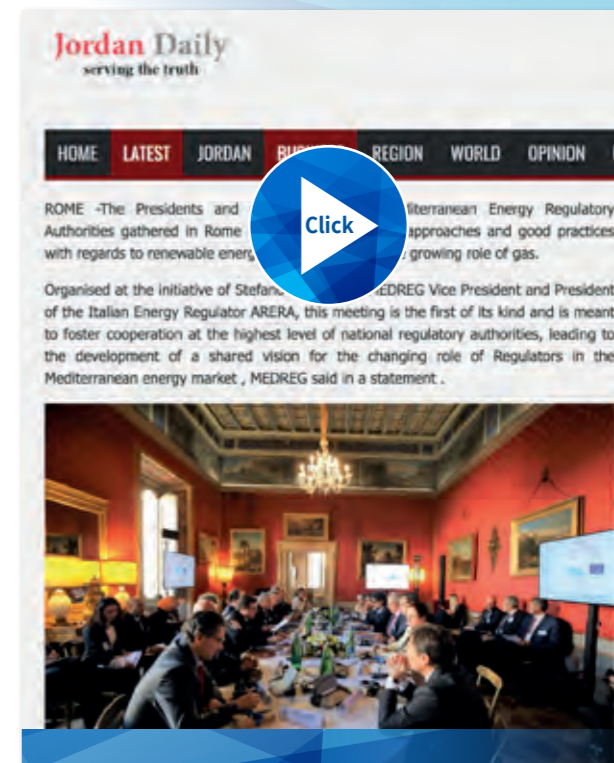 Jordan Daily
serving the truth
HOME LATEST JORDAN REGION WORLD OPINION
Click
ROME -The Presidents and Energy Regulatory
Authorities gathered in Rome approaches and good practices
with regards to renewable growing role of gas.
Organised at the initiative of MEDREG Vice President and President
of the Italian Energy Regulator ARERA, this meeting is the first of its kind and is meant
to foster cooperation at the highest level of national regulatory authorities, leading to
the development of a shared vision for the changing role of Regulators in the
Mediterranean energy market , MEDREG said in a statement .